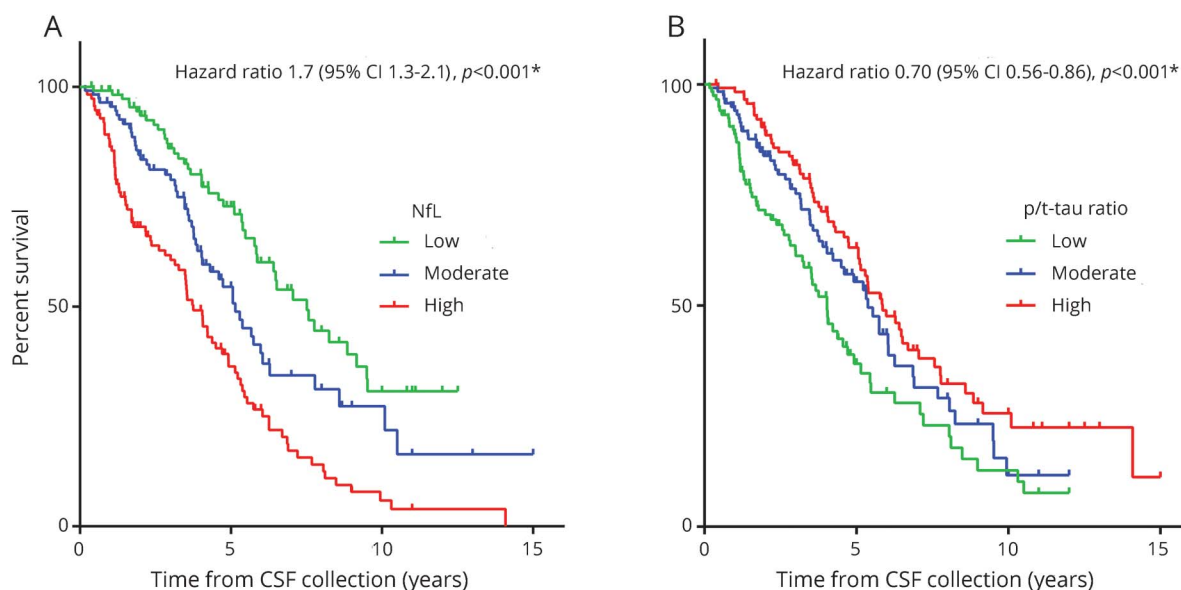 A
Hazard ratio 1.7 (95% CI 1.3-2.1), p<0.001*
100
50
0
Percent survival
NfL
Low
Moderate
High
0 5 10 15
Time from CSF collection (years)
B
Hazard ratio 0.70 (95% CI 0.56-0.86), p<0.001*
100
50
0
p/t-tau ratio
Low
Moderate
High
0 5 10 15
Time from CSF collection (years)